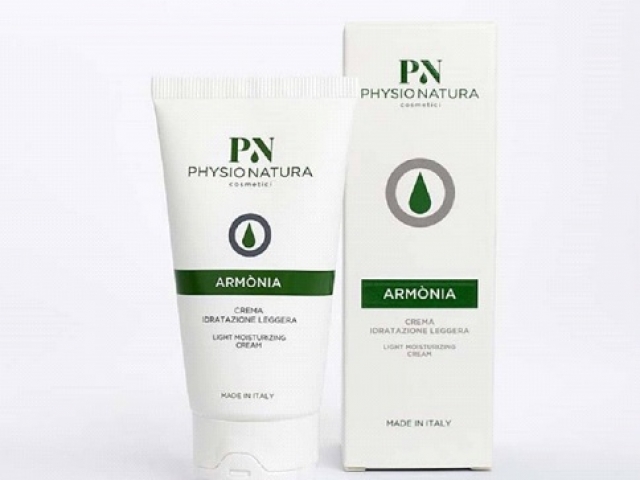 PN
PHYSIO NATURA
cosmetici
ARMÒNIA
CREMA
IDRATAZIONE LEGGERA
LIGHT MOISTURIZING
CREAM
MADE IN ITALY
PN
PHYSIO NATURA
cosmetici
ARMÒNIA
CREMA
IDRATAZIONE LEGGERA
LIGHT MOISTURIZING
CREAM
MADE IN ITALY